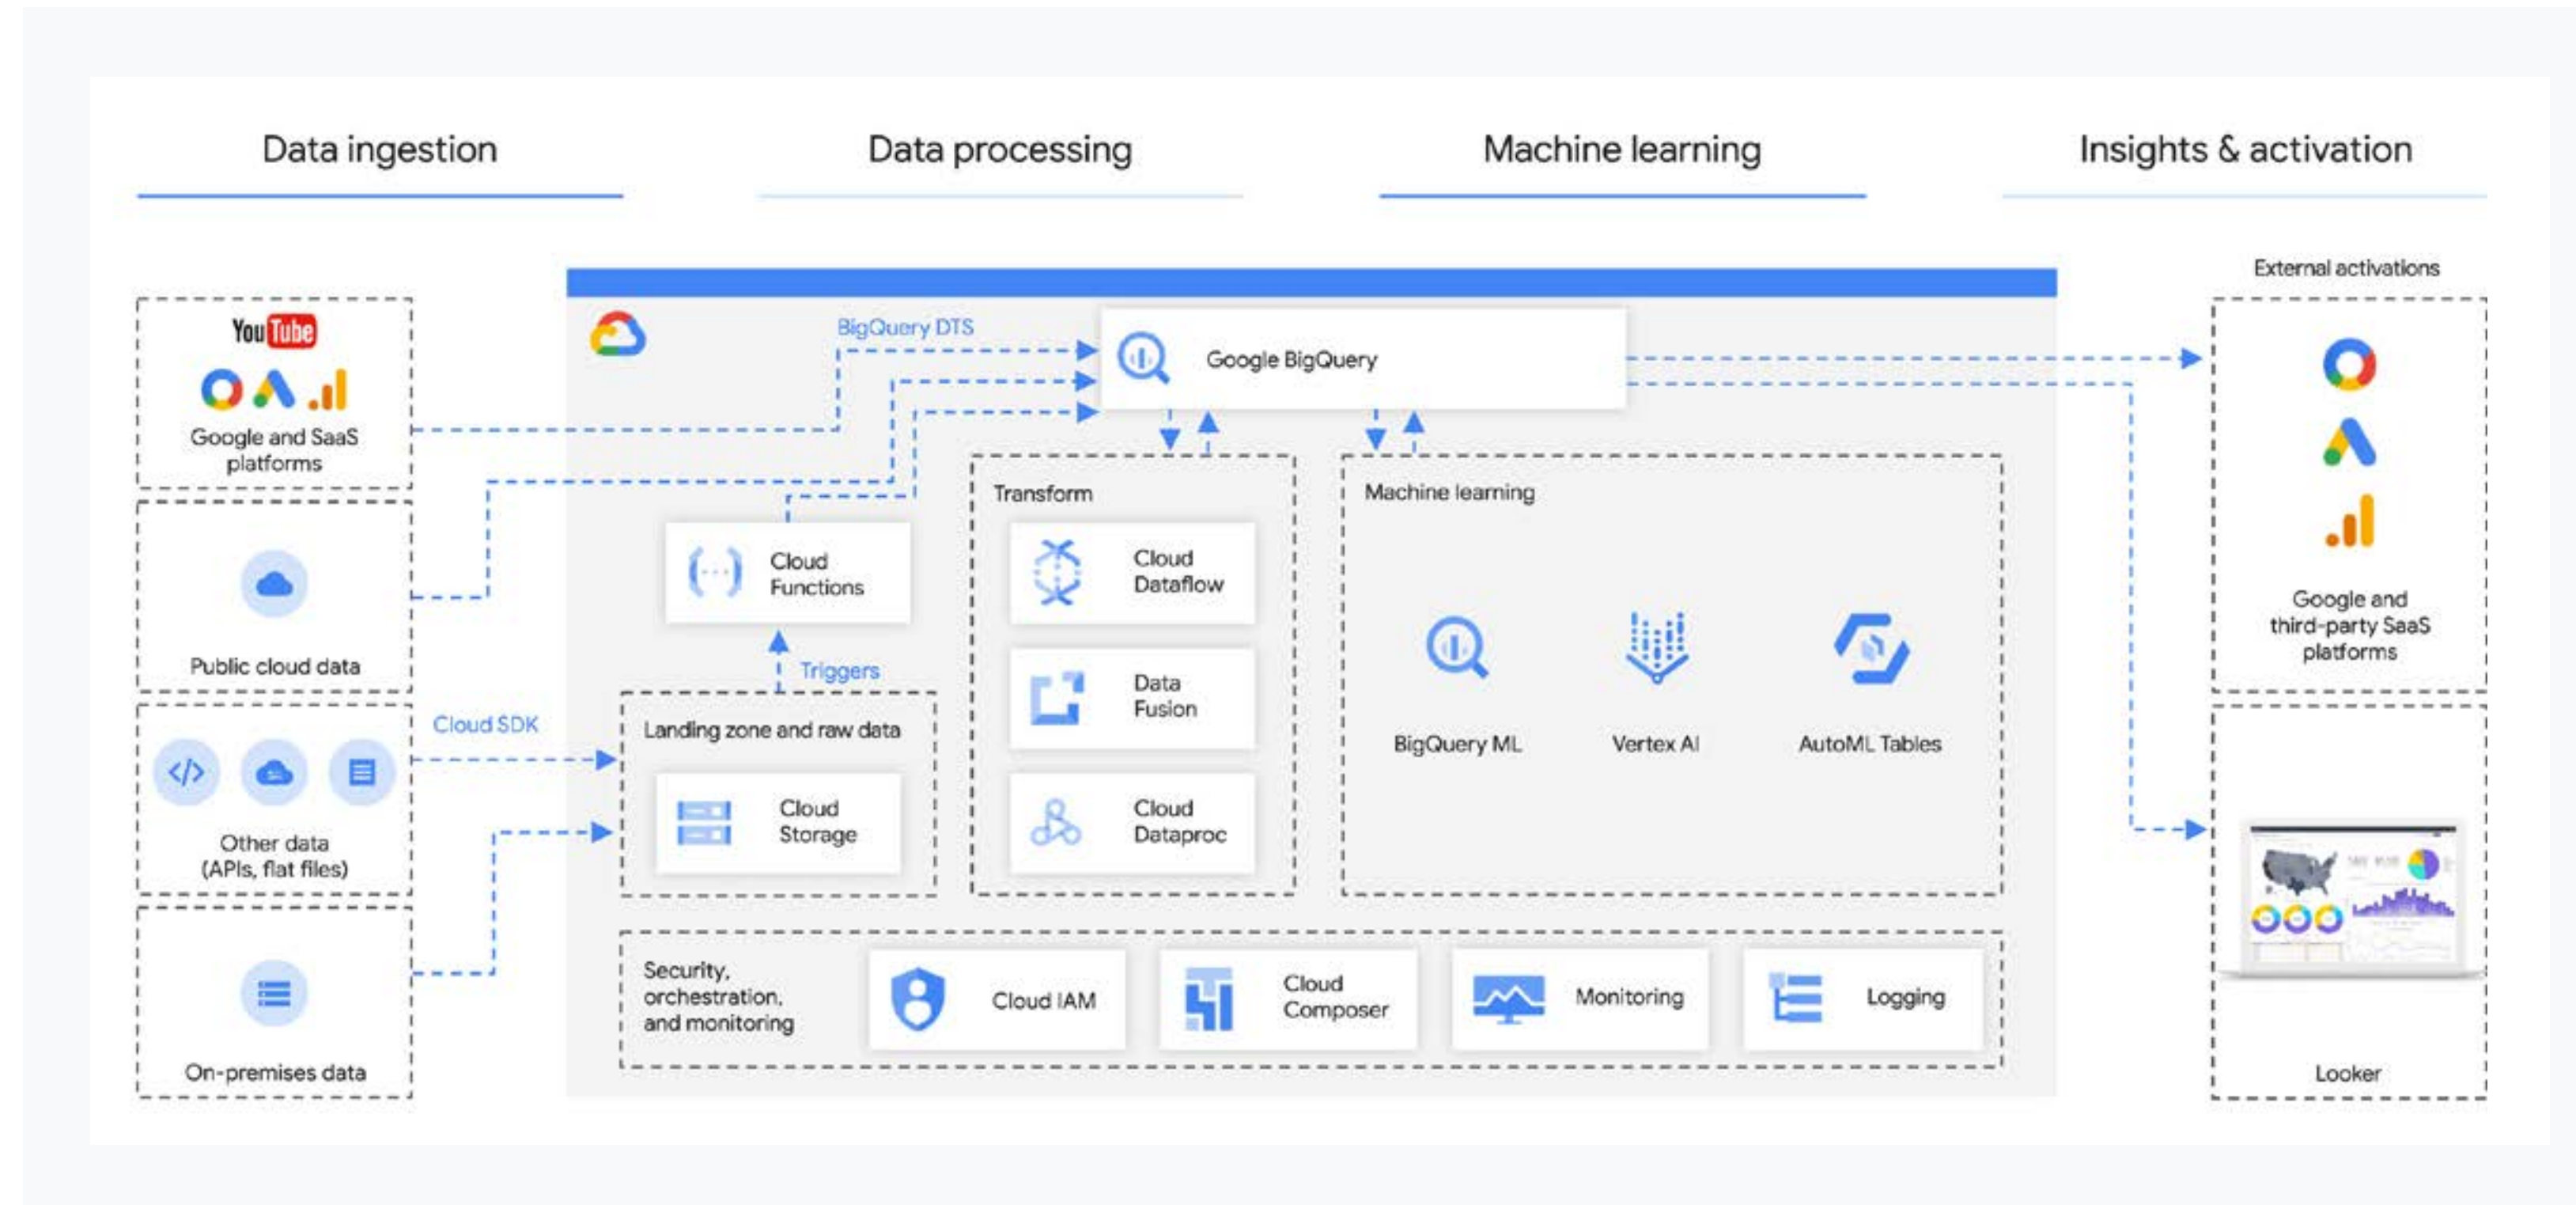 Data ingestion
Data processing
Machine learning
Insights & activation
YouTube
Google and SaaS
platforms
Public cloud data
Other data
(APIs, flat files)
On-premises data
BigQuery DTS
Cloud SDK
Google BigQuery
Cloud
Functions
Triggers
Landing zone and raw data
Cloud
Storage
Transform
Cloud
Dataflow
Data
Fusion
Cloud
Dataproc
Machine learning
BigQuery ML
Vertex AI
AutoML Tables
Security,
orchestration,
and monitoring
Cloud IAM
Cloud
Composer
Monitoring
Logging
External activations
Google and
third-party SaaS
platforms
Looker